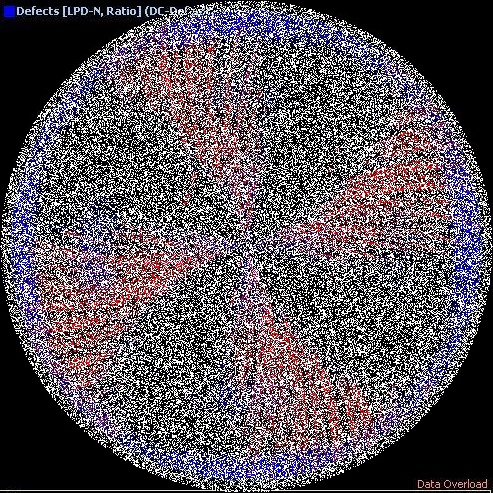 Defects [LPD-N, Ratio] (DC-
Data Overload